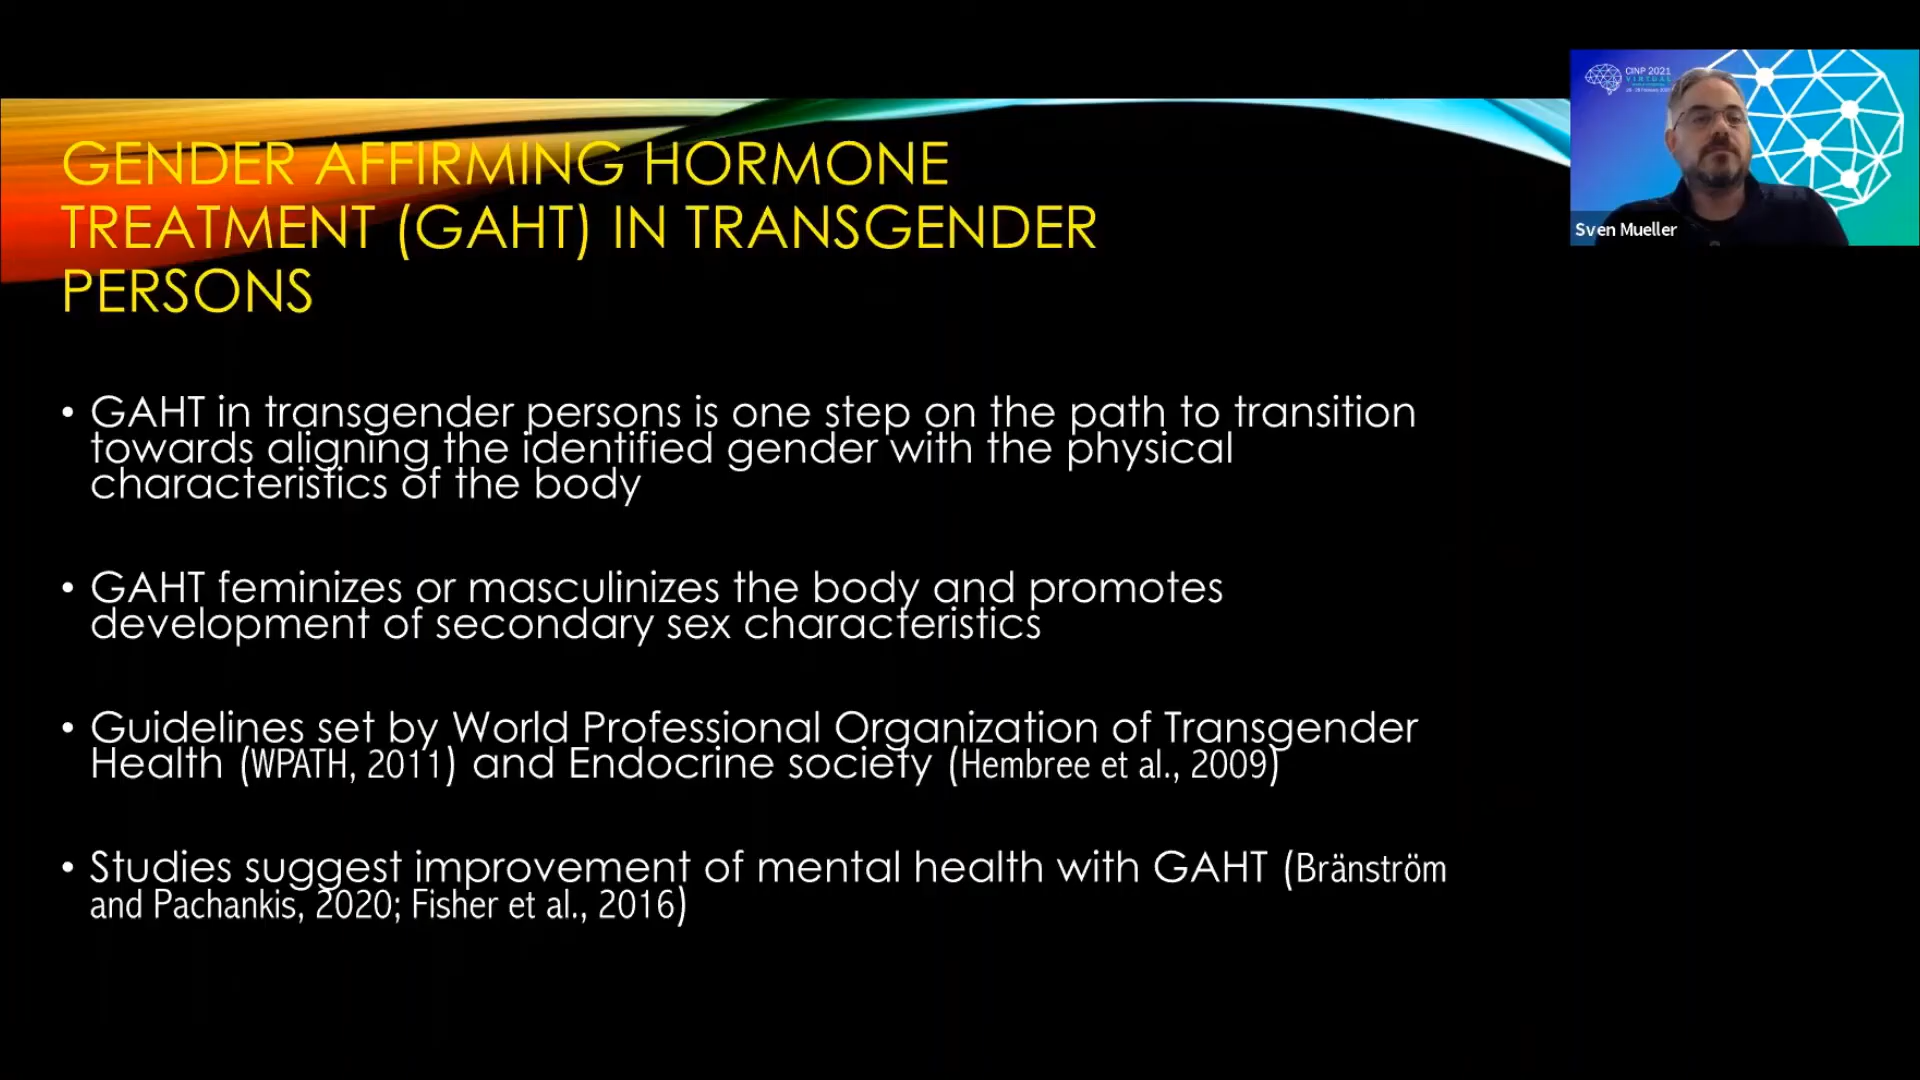 GENDER AFFIRMING HORMONE
TREATMENT (GAHT) IN TRANSGENDER
PERSONS
• GAHT in transgender persons is one step on the path to transition
towards aligning the identified gender with the physical
characteristics of the body
• GAHT feminizes or masculinizes the body and promotes
development of secondary sex characteristics
• Guidelines set by World Professional Organization of Transgender
Health (WPATH, 2011) and Endocrine society (Hembree et al., 2009)
• Studies suggest improvement of mental health with GAHT (Bränström
and Pachankis, 2020; Fisher et al., 2016)
CINP 2021
VIRTUAL
Sven Mueller